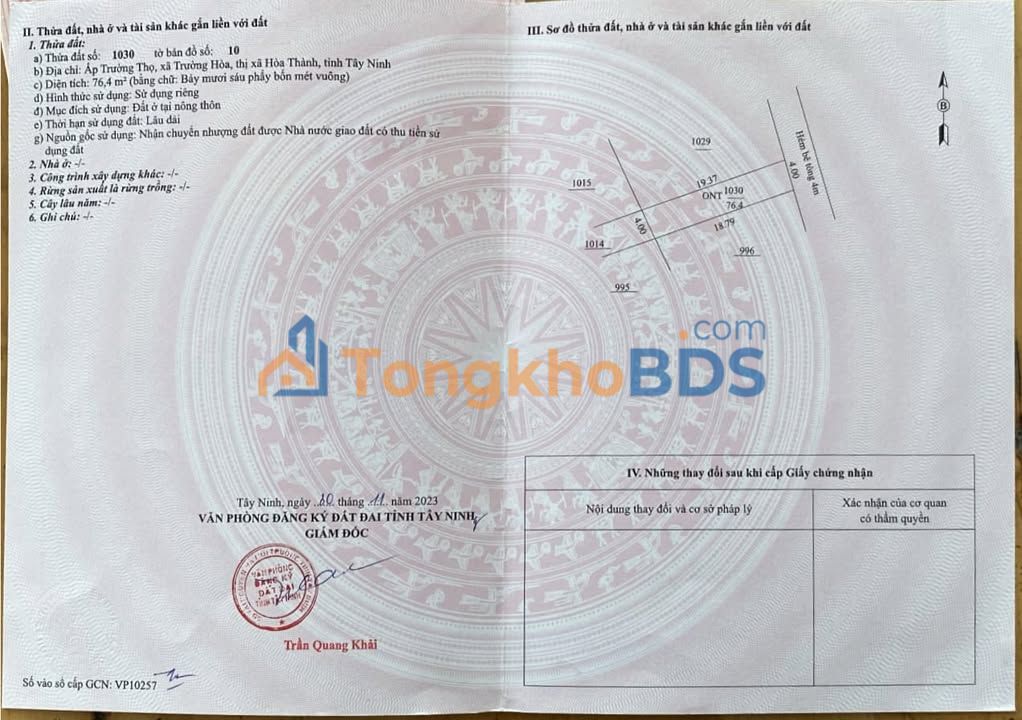 II. Thửa đất, nhà ở và tài sản khác gắn liền với đất
1. Thửa đất:
a) Thửa đất số: 1030 tờ bản đồ số: 10
b) Địa chỉ: Ấp Trường Thọ, xã Trường Hòa, thị xã Hòa Thành, tỉnh Tây Ninh
c) Diện tích: 76,4 m² (bằng chữ: Bảy mươi sáu phẩy bốn mét vuông)
d) Hình thức sử dụng: Sử dụng riêng
đ) Mục đích sử dụng: Đất ở tại nông thôn
e) Thời hạn sử dụng đất: Lâu dài
g) Nguồn gốc sử dụng: Nhận chuyển nhượng đất được Nhà nước giao đất có thu tiền sử
dụng đất
2. Nhà ở: -/-
3. Công trình xây dựng khác: -/-
4. Rừng sản xuất là rừng trồng: -/-
5. Cây lâu năm: -/-
6. Ghi chú: -/-
Tây Ninh, ngày tháng 11 năm 2023
VĂN PHÒNG ĐĂNG KÝ ĐẤT ĐAI TỈNH TÂY NINH
GIÁM ĐỐC
VĂN PHÒNG
ĐĂNG KÝ
ĐẤT ĐAI
TỈNH TÂY NINH
Trần Quang Khải
Số vào sổ cấp GCN: VP10257
III. Sơ đồ thửa đất, nhà ở và tài sản khác gắn liền với đất
B
1029
Hẻm bê tông 4m
4.00
19.37
1015
ONT 1030
76.4
18.79
4.00
1014
996
995
TongkhoBDS
.com
IV. Những thay đổi sau khi cấp Giấy chứng nhận
Nội dung thay đổi và cơ sở pháp lý
Xác nhận của cơ quan
có thẩm quyền